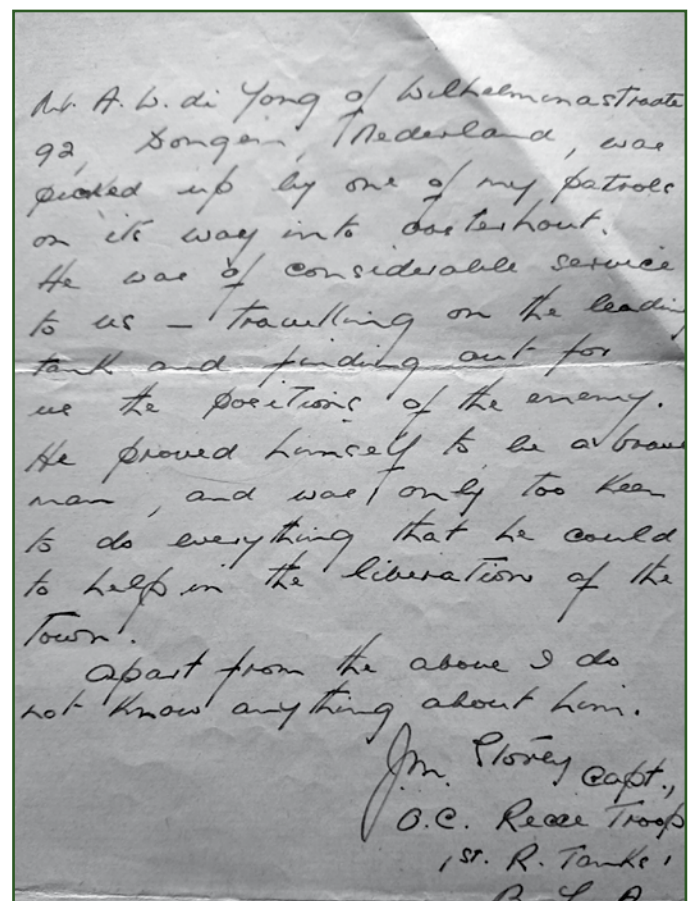 Mr. A. W. di Yong of Wilhelminastraate
92, Dongen, Nederland, was
picked up by one of my patrols
on its way into Oosterhout.
He was of considerable service
to us – travelling on the leading
tank and finding out for
us the positions of the enemy.
He proved himself to be a brave
man, and was only too keen
to do everything that he could
to help in the liberation of the
Town.
Apart from the above I do
not know anything about him.
J.M. Storey Capt.,
O.C. Recce Troop
1st. R. Tanks,
B.L.A.